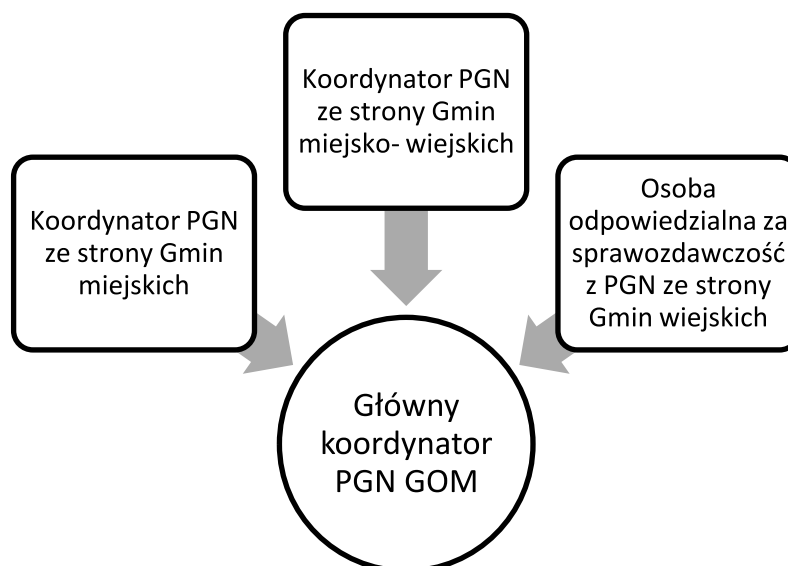 Koordynator PGN
ze strony Gmin
miejsko- wiejskich
Koordynator PGN
ze strony Gmin
miejskich
Osoba
odpowiedzialna za
sprawozdawczość
z PGN ze strony
Gmin wiejskich
Główny
koordynator
PGN GOM